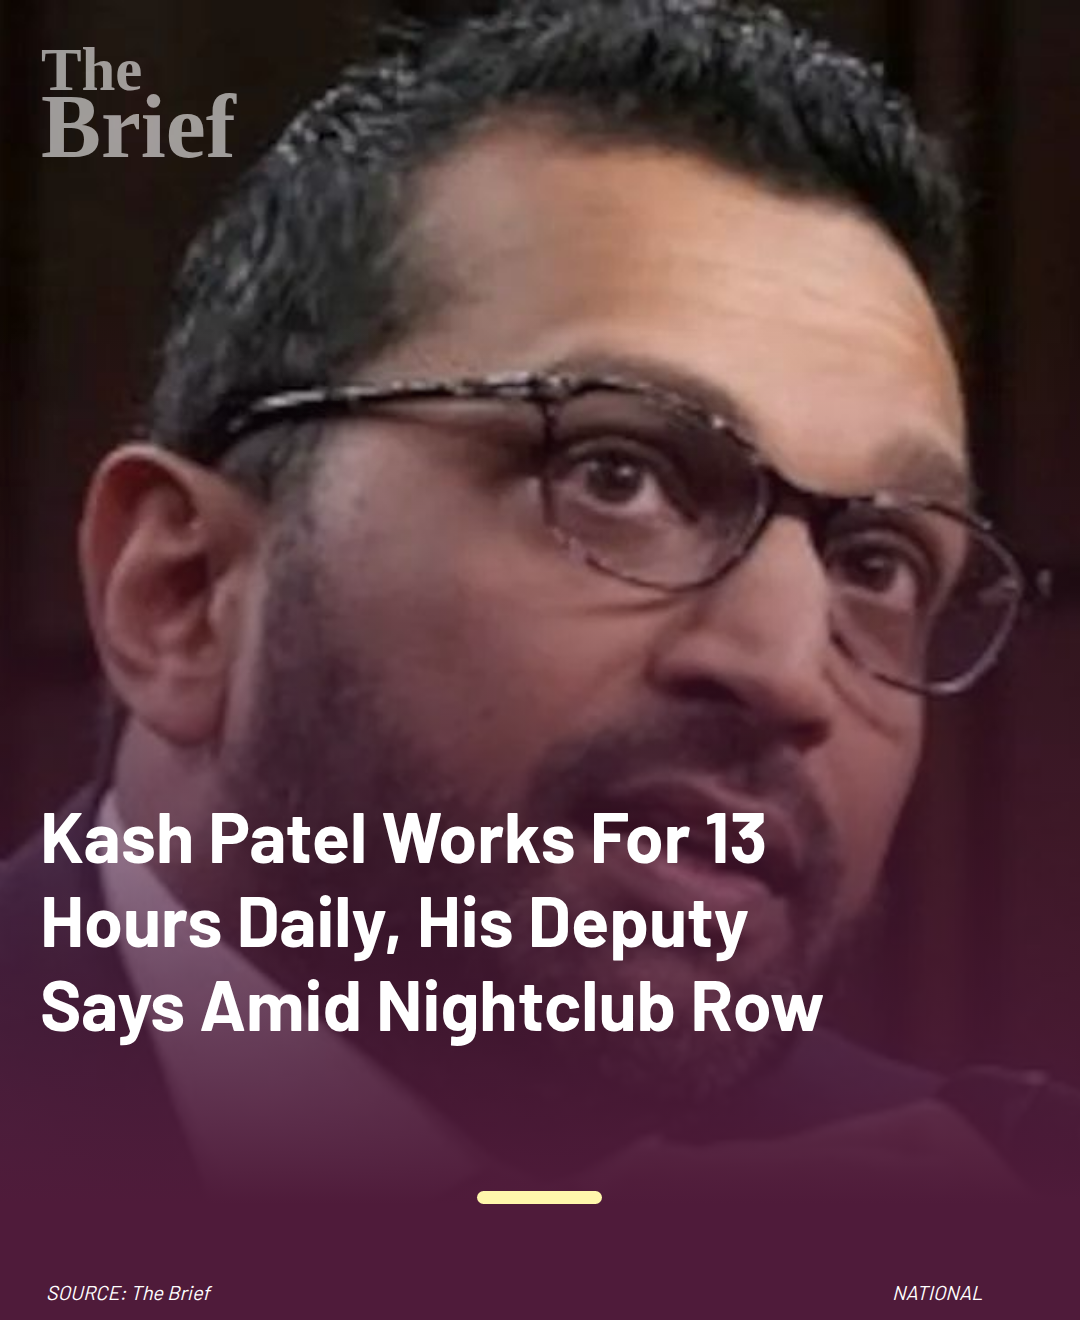 The
Brief
Kash Patel Works For 13
Hours Daily, His Deputy
Says Amid Nightclub Row
SOURCE: The Brief
NATIONAL